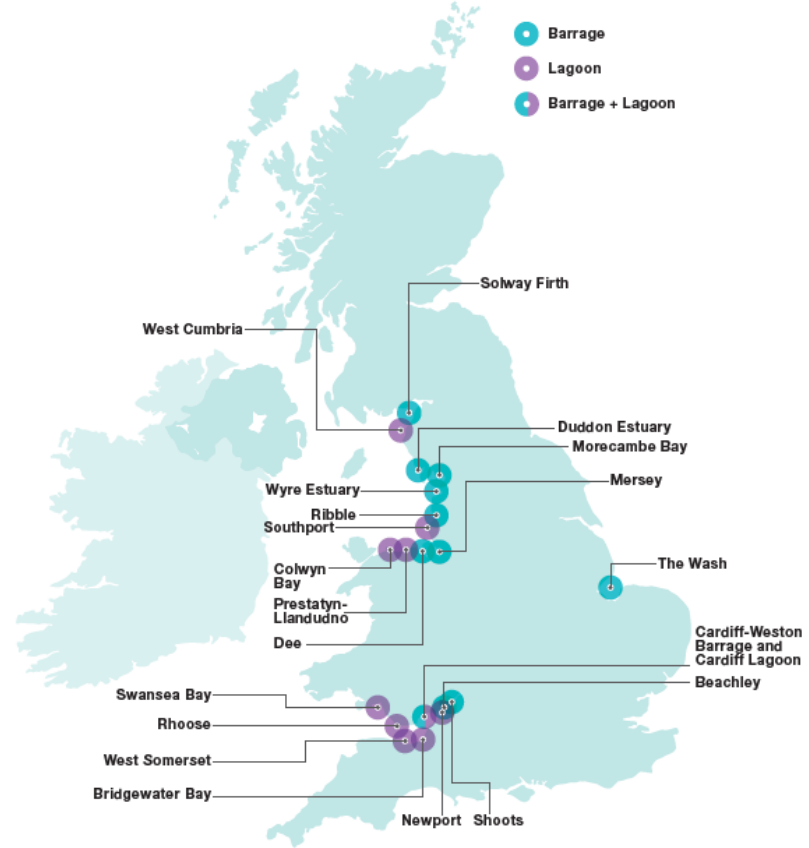 Barrage
Lagoon
Barrage + Lagoon
Solway Firth
West Cumbria
Duddon Estuary
Morecambe Bay
Mersey
Wyre Estuary
Ribble
Southport
The Wash
Colwyn
Bay
Prestatyn-
Llandudno
Dee
Cardiff-Weston
Barrage and
Cardiff Lagoon
Beachley
Swansea Bay
Rhoose
West Somerset
Bridgewater Bay
Newport
Shoots